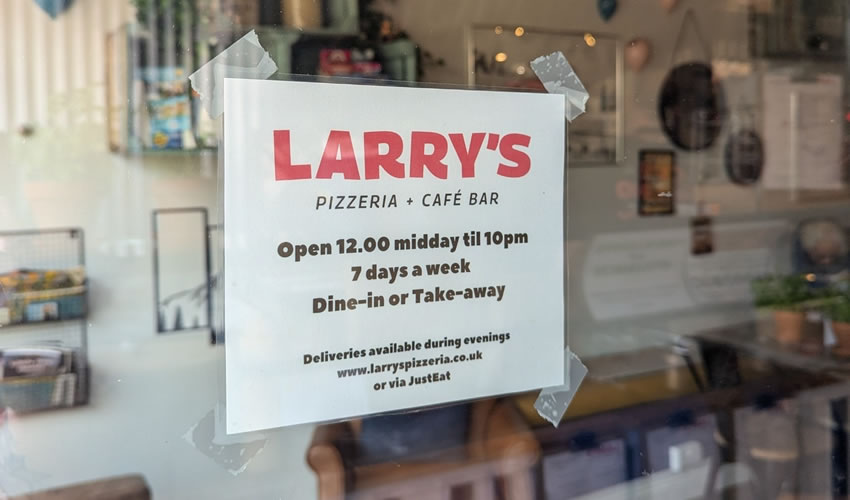 LARRY'S
PIZZERIA + CAFÉ BAR
Open 12.00 midday til 10pm
7 days a week
Dine-in or Take-away
Deliveries available during evenings
www.larryspizzeria.co.uk
or via JustEat